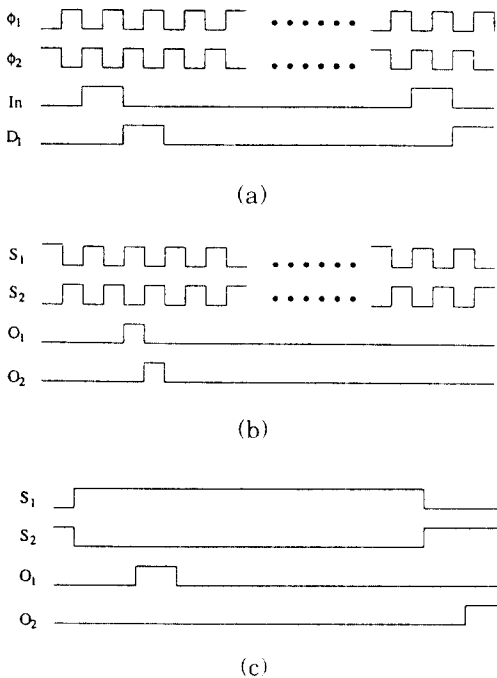 ϕ₁
ϕ₂
In
D₁
(a)
S₁
S₂
O₁
O₂
(b)
S₁
S₂
O₁
O₂
(c)